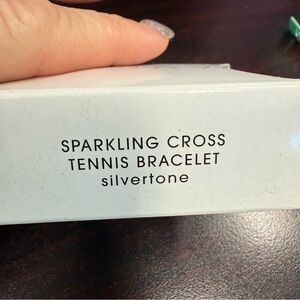 SPARKLING CROSS
TENNIS BRACELET
silvertone